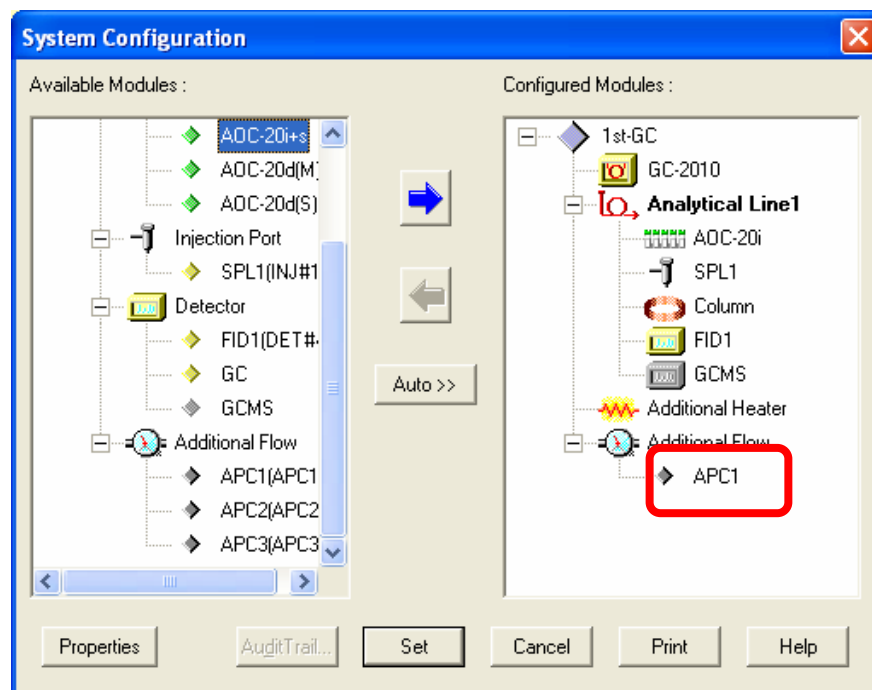 System Configuration
Available Modules :
AOC-20i+s
AOC-20d(M)
AOC-20d(S)
Injection Port
SPL1(INJ#1
Detector
FID1(DET#
GC
GCMS
Additional Flow
APC1(APC1
APC2(APC2
APC3(APC3
Auto >>
Configured Modules :
1st-GC
GC-2010
Analytical Line1
AOC-20i
SPL1
Column
FID1
GCMS
Additional Heater
Additional Flow
APC1
Properties
AuditTrail...
Set
Cancel
Print
Help